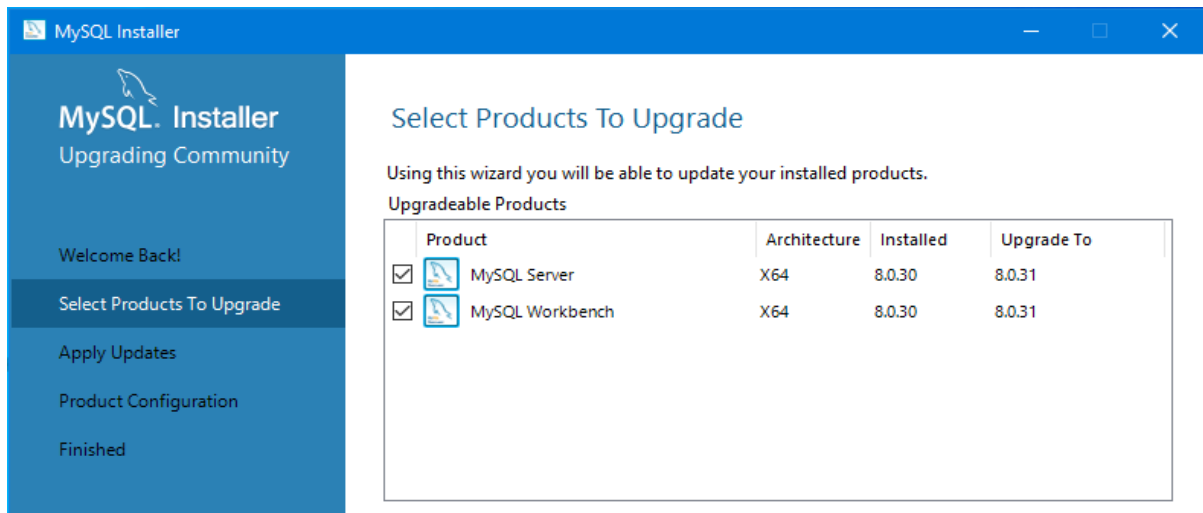 MySQL Installer
MySQL. Installer
Upgrading Community
Welcome Back!
Select Products To Upgrade
Apply Updates
Product Configuration
Finished
Select Products To Upgrade
Using this wizard you will be able to update your installed products.
Upgradeable Products
Product Architecture Installed Upgrade To
MySQL Server X64 8.0.30 8.0.31
MySQL Workbench X64 8.0.30 8.0.31